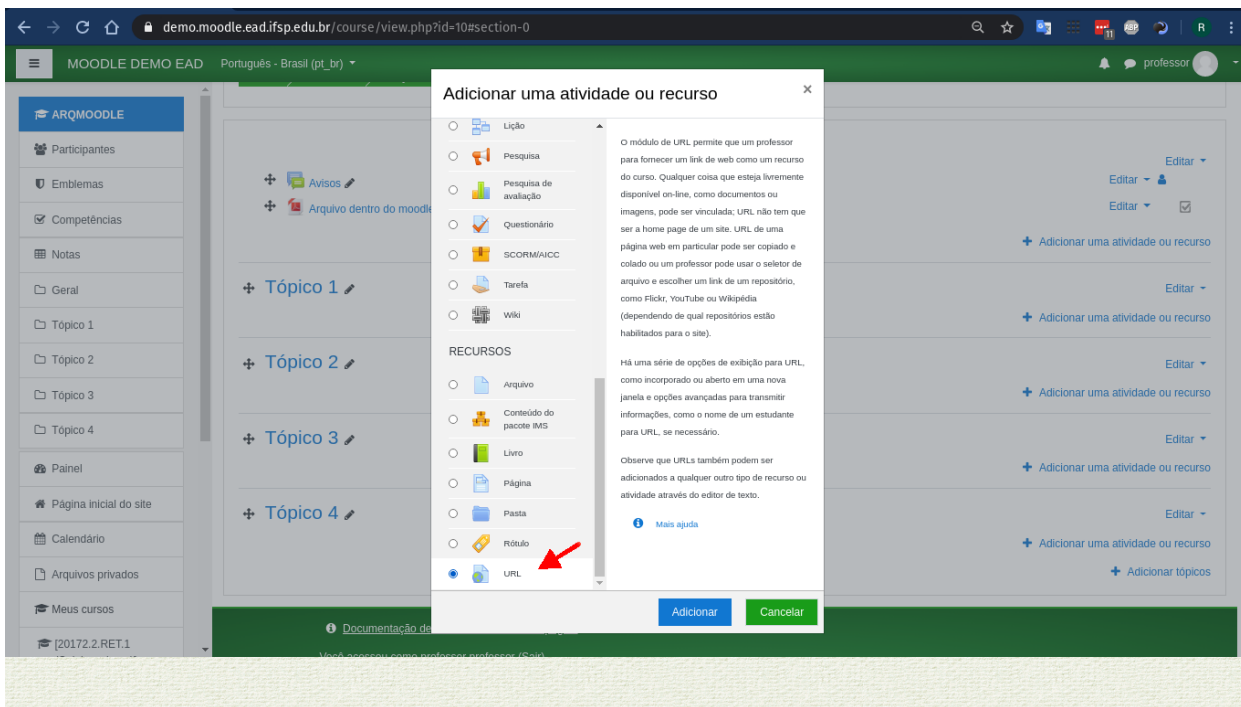 demo.moodle.ead.ifsp.edu.br/course/view.php?id=10#section-0
11
ABP
R
MOODLE DEMO EAD
Português - Brasil (pt_br)
professor
ARQMOODLE
Participantes
Emblemas
Competências
Notas
Geral
Tópico 1
Tópico 2
Tópico 3
Tópico 4
Painel
Página inicial do site
Calendário
Arquivos privados
Meus cursos
[20172.2.RET.1
Avisos
Arquivo dentro do moodle
Tópico 1
Tópico 2
Tópico 3
Tópico 4
Editar
Editar
Editar
+ Adicionar uma atividade ou recurso
Editar
+ Adicionar uma atividade ou recurso
Editar
+ Adicionar uma atividade ou recurso
Editar
+ Adicionar uma atividade ou recurso
Editar
+ Adicionar uma atividade ou recurso
+ Adicionar tópicos
Adicionar uma atividade ou recurso
×
Lição
Pesquisa
Pesquisa de
avaliação
Questionário
SCORM/AICC
Tarefa
Wiki
RECURSOS
Arquivo
Conteúdo do
pacote IMS
Livro
Página
Pasta
Rótulo
URL
O módulo de URL permite que um professor
para fornecer um link de web como um recurso
do curso. Qualquer coisa que esteja livremente
disponível on-line, como documentos ou
imagens, pode ser vinculada; URL não tem que
ser a home page de um site. URL de uma
página web em particular pode ser copiado e
colado ou um professor pode usar o seletor de
arquivo e escolher um link de um repositório,
como Flickr, YouTube ou Wikipédia
(dependendo de qual repositórios estão
habilitados para o site).
Há uma série de opções de exibição para URL,
como incorporado ou aberto em uma nova
janela e opções avançadas para transmitir
informações, como o nome de um estudante
para URL, se necessário.
Observe que URLs também podem ser
adicionados a qualquer outro tipo de recurso ou
atividade através do editor de texto.
Mais ajuda
Adicionar
Cancelar
Documentação de
Você acessou como professor professor (Sair)